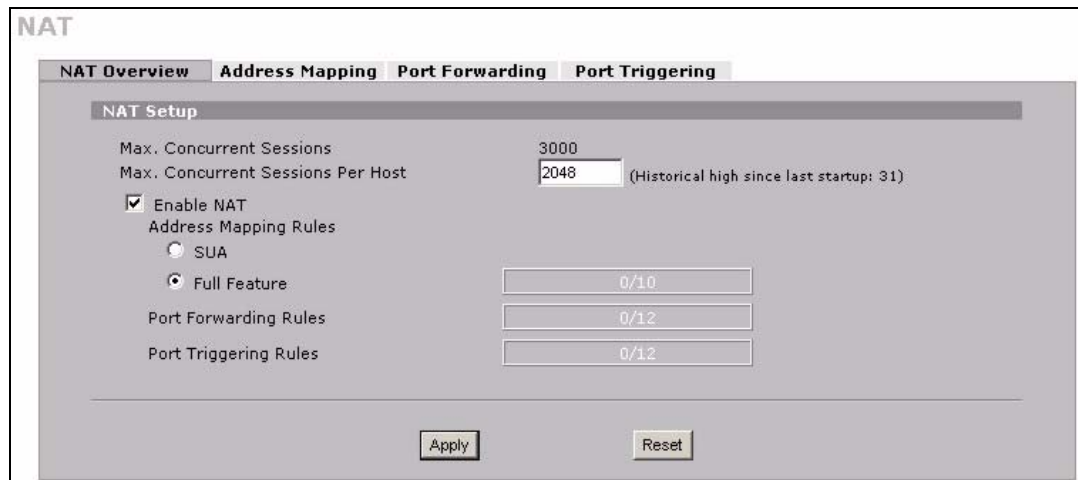 NAT
NAT Overview Address Mapping Port Forwarding Port Triggering
NAT Setup
Max. Concurrent Sessions 3000
Max. Concurrent Sessions Per Host 2048 (Historical high since last startup: 31)
Enable NAT
Address Mapping Rules
SUA
Full Feature 0/10
Port Forwarding Rules 0/12
Port Triggering Rules 0/12
Apply Reset